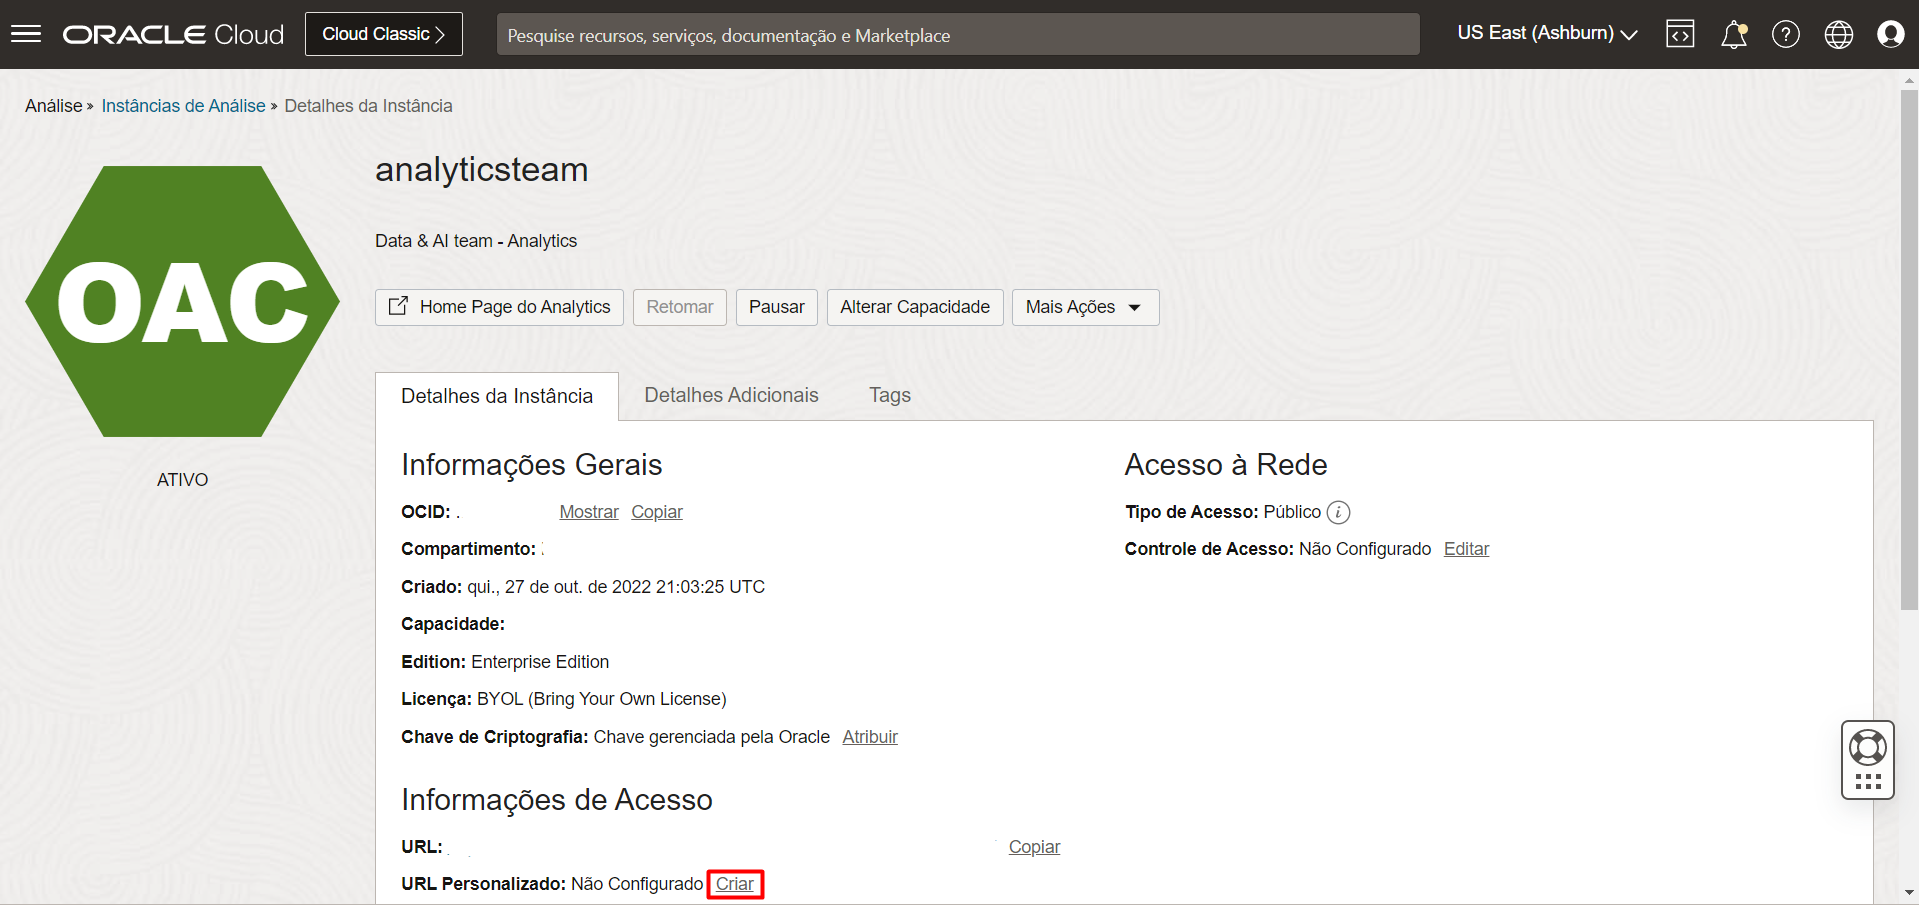 ORACLE Cloud
Cloud Classic
Pesquise recursos, serviços, documentação e Marketplace
US East (Ashburn)
Análise » Instâncias de Análise » Detalhes da Instância
OAC
ATIVO
analyticsteam
Data & AI team - Analytics
Home Page do Analytics
Retomar
Pausar
Alterar Capacidade
Mais Ações
Detalhes da Instância
Detalhes Adicionais
Tags
Informações Gerais
OCID: . Mostrar Copiar
Compartimento:
Criado: qui., 27 de out. de 2022 21:03:25 UTC
Capacidade:
Edition: Enterprise Edition
Licença: BYOL (Bring Your Own License)
Chave de Criptografia: Chave gerenciada pela Oracle Atribuir
Acesso à Rede
Tipo de Acesso: Público i
Controle de Acesso: Não Configurado Editar
Informações de Acesso
URL: Copiar
URL Personalizado: Não Configurado Criar